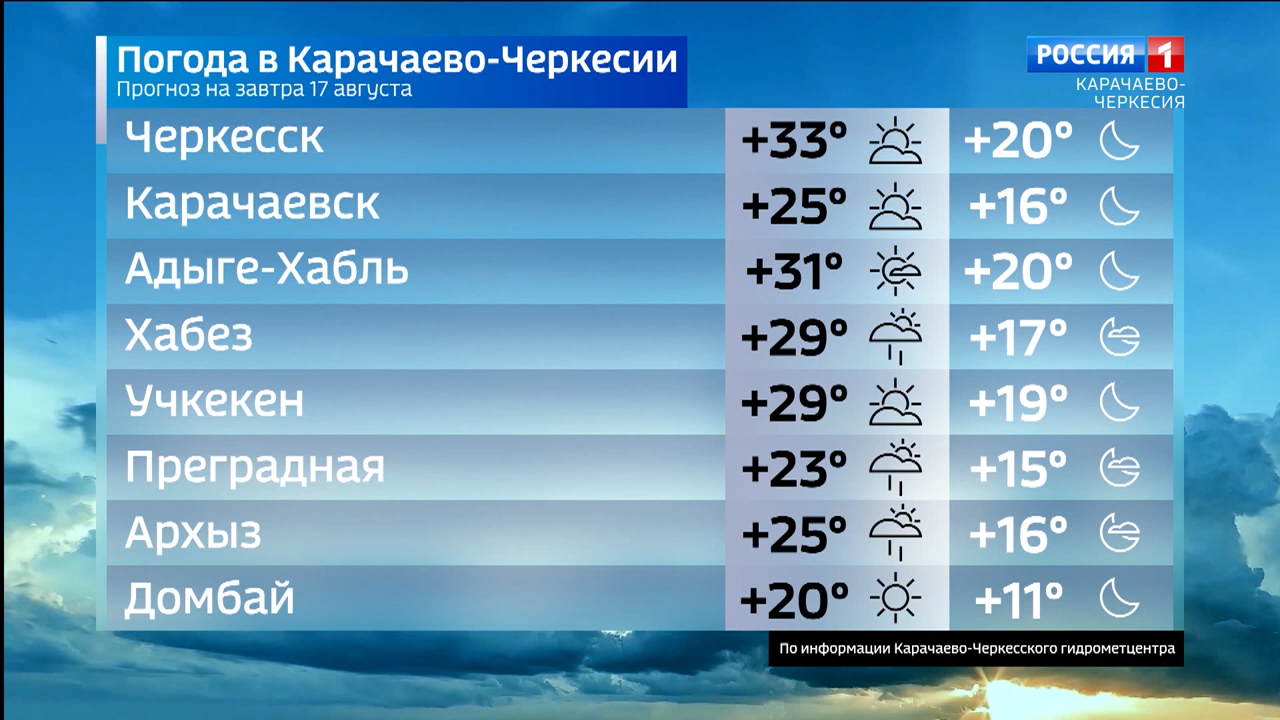 Погода в Карачаево-Черкесии
Прогноз на завтра 17 августа
РОССИЯ 1
КАРАЧАЕВО-
ЧЕРКЕСИЯ
Черкесск +33° +20°
Карачаевск +25° +16°
Адыге-Хабль +31° +20°
Хабез +29° +17°
Учкекен +29° +19°
Преградная +23° +15°
Архыз +25° +16°
Домбай +20° +11°
По информации Карачаево-Черкесского гидрометцентра